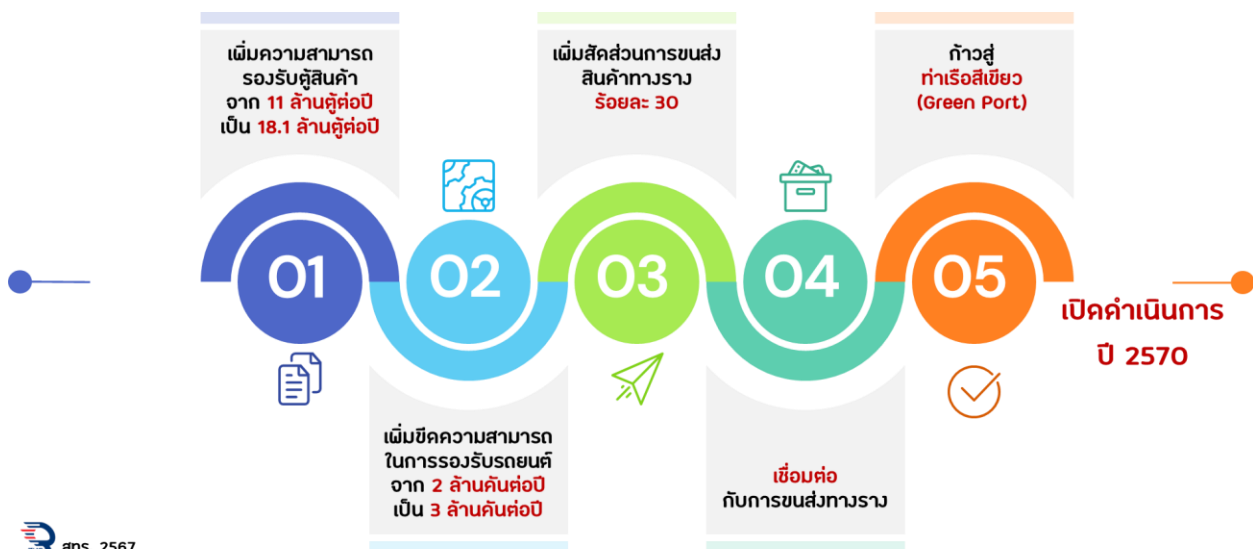 เพิ่มความสามารถ
รองรับตู้สินค้า
จาก 11 ล้านตู้ต่อปี
เป็น 18.1 ล้านตู้ต่อปี
เพิ่มสัดส่วนการขนส่ง
สินค้าทางราง
ร้อยละ 30
ก้าวสู่
ท่าเรือสีเขียว
(Green Port)
01
02
03
04
05
เปิดดำเนินการ
ปี 2570
เพิ่มขีดความสามารถ
ในการรองรับรถยนต์
จาก 2 ล้านคันต่อปี
เป็น 3 ล้านคันต่อปี
เชื่อมต่อ
กับการขนส่งทางราง
สทร. 2567